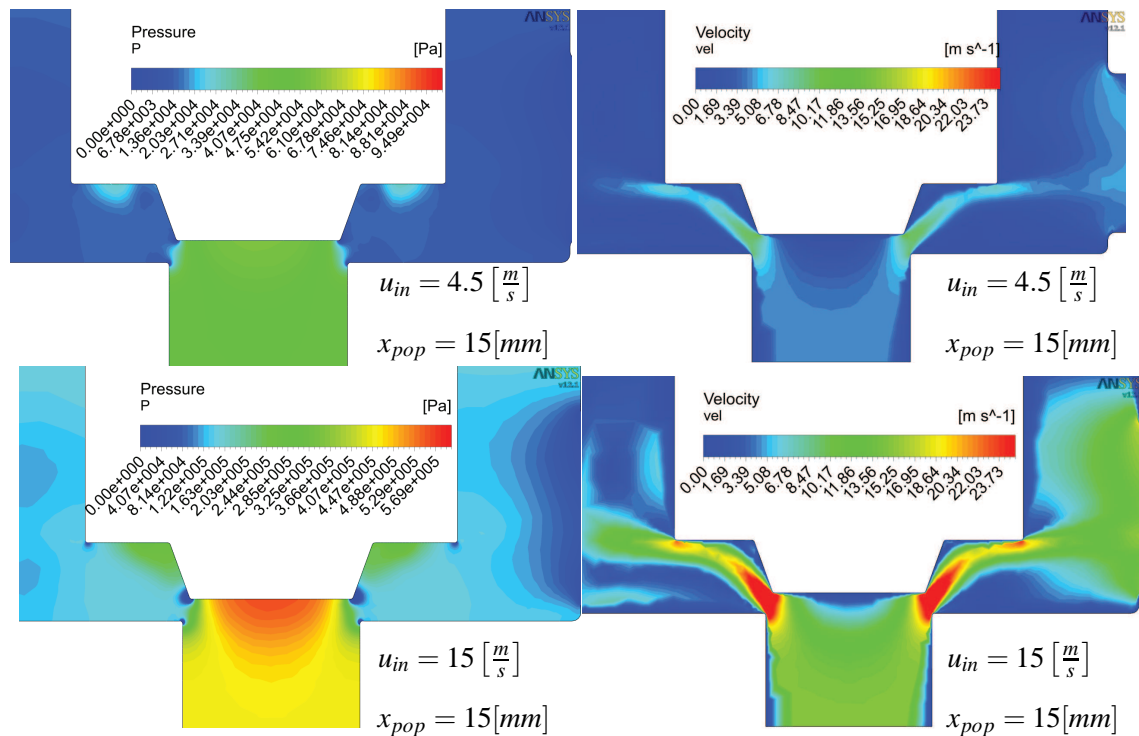 ANSYS
v12.1
Pressure
P
[Pa]
0.00e+000
6.78e+003
1.36e+004
2.03e+004
2.71e+004
3.39e+004
4.07e+004
4.75e+004
5.42e+004
6.10e+004
6.78e+004
7.46e+004
8.14e+004
8.81e+004
9.49e+004
u_in = 4.5 [m/s]
x_pop = 15[mm]
ANSYS
v12.1
Velocity
vel
[m s^-1]
0.00
1.69
3.39
5.08
6.78
8.47
10.17
11.86
13.56
15.25
16.95
18.64
20.34
22.03
23.73
u_in = 4.5 [m/s]
x_pop = 15[mm]
ANSYS
v12.1
Pressure
P
[Pa]
0.00e+000
4.07e+004
8.14e+004
1.22e+005
1.63e+005
2.03e+005
2.44e+005
2.85e+005
3.25e+005
3.66e+005
4.07e+005
4.47e+005
4.88e+005
5.29e+005
5.69e+005
u_in = 15 [m/s]
x_pop = 15[mm]
ANSYS
v12.1
Velocity
vel
[m s^-1]
0.00
1.69
3.39
5.08
6.78
8.47
10.17
11.86
13.56
15.25
16.95
18.64
20.34
22.03
23.73
u_in = 15 [m/s]
x_pop = 15[mm]